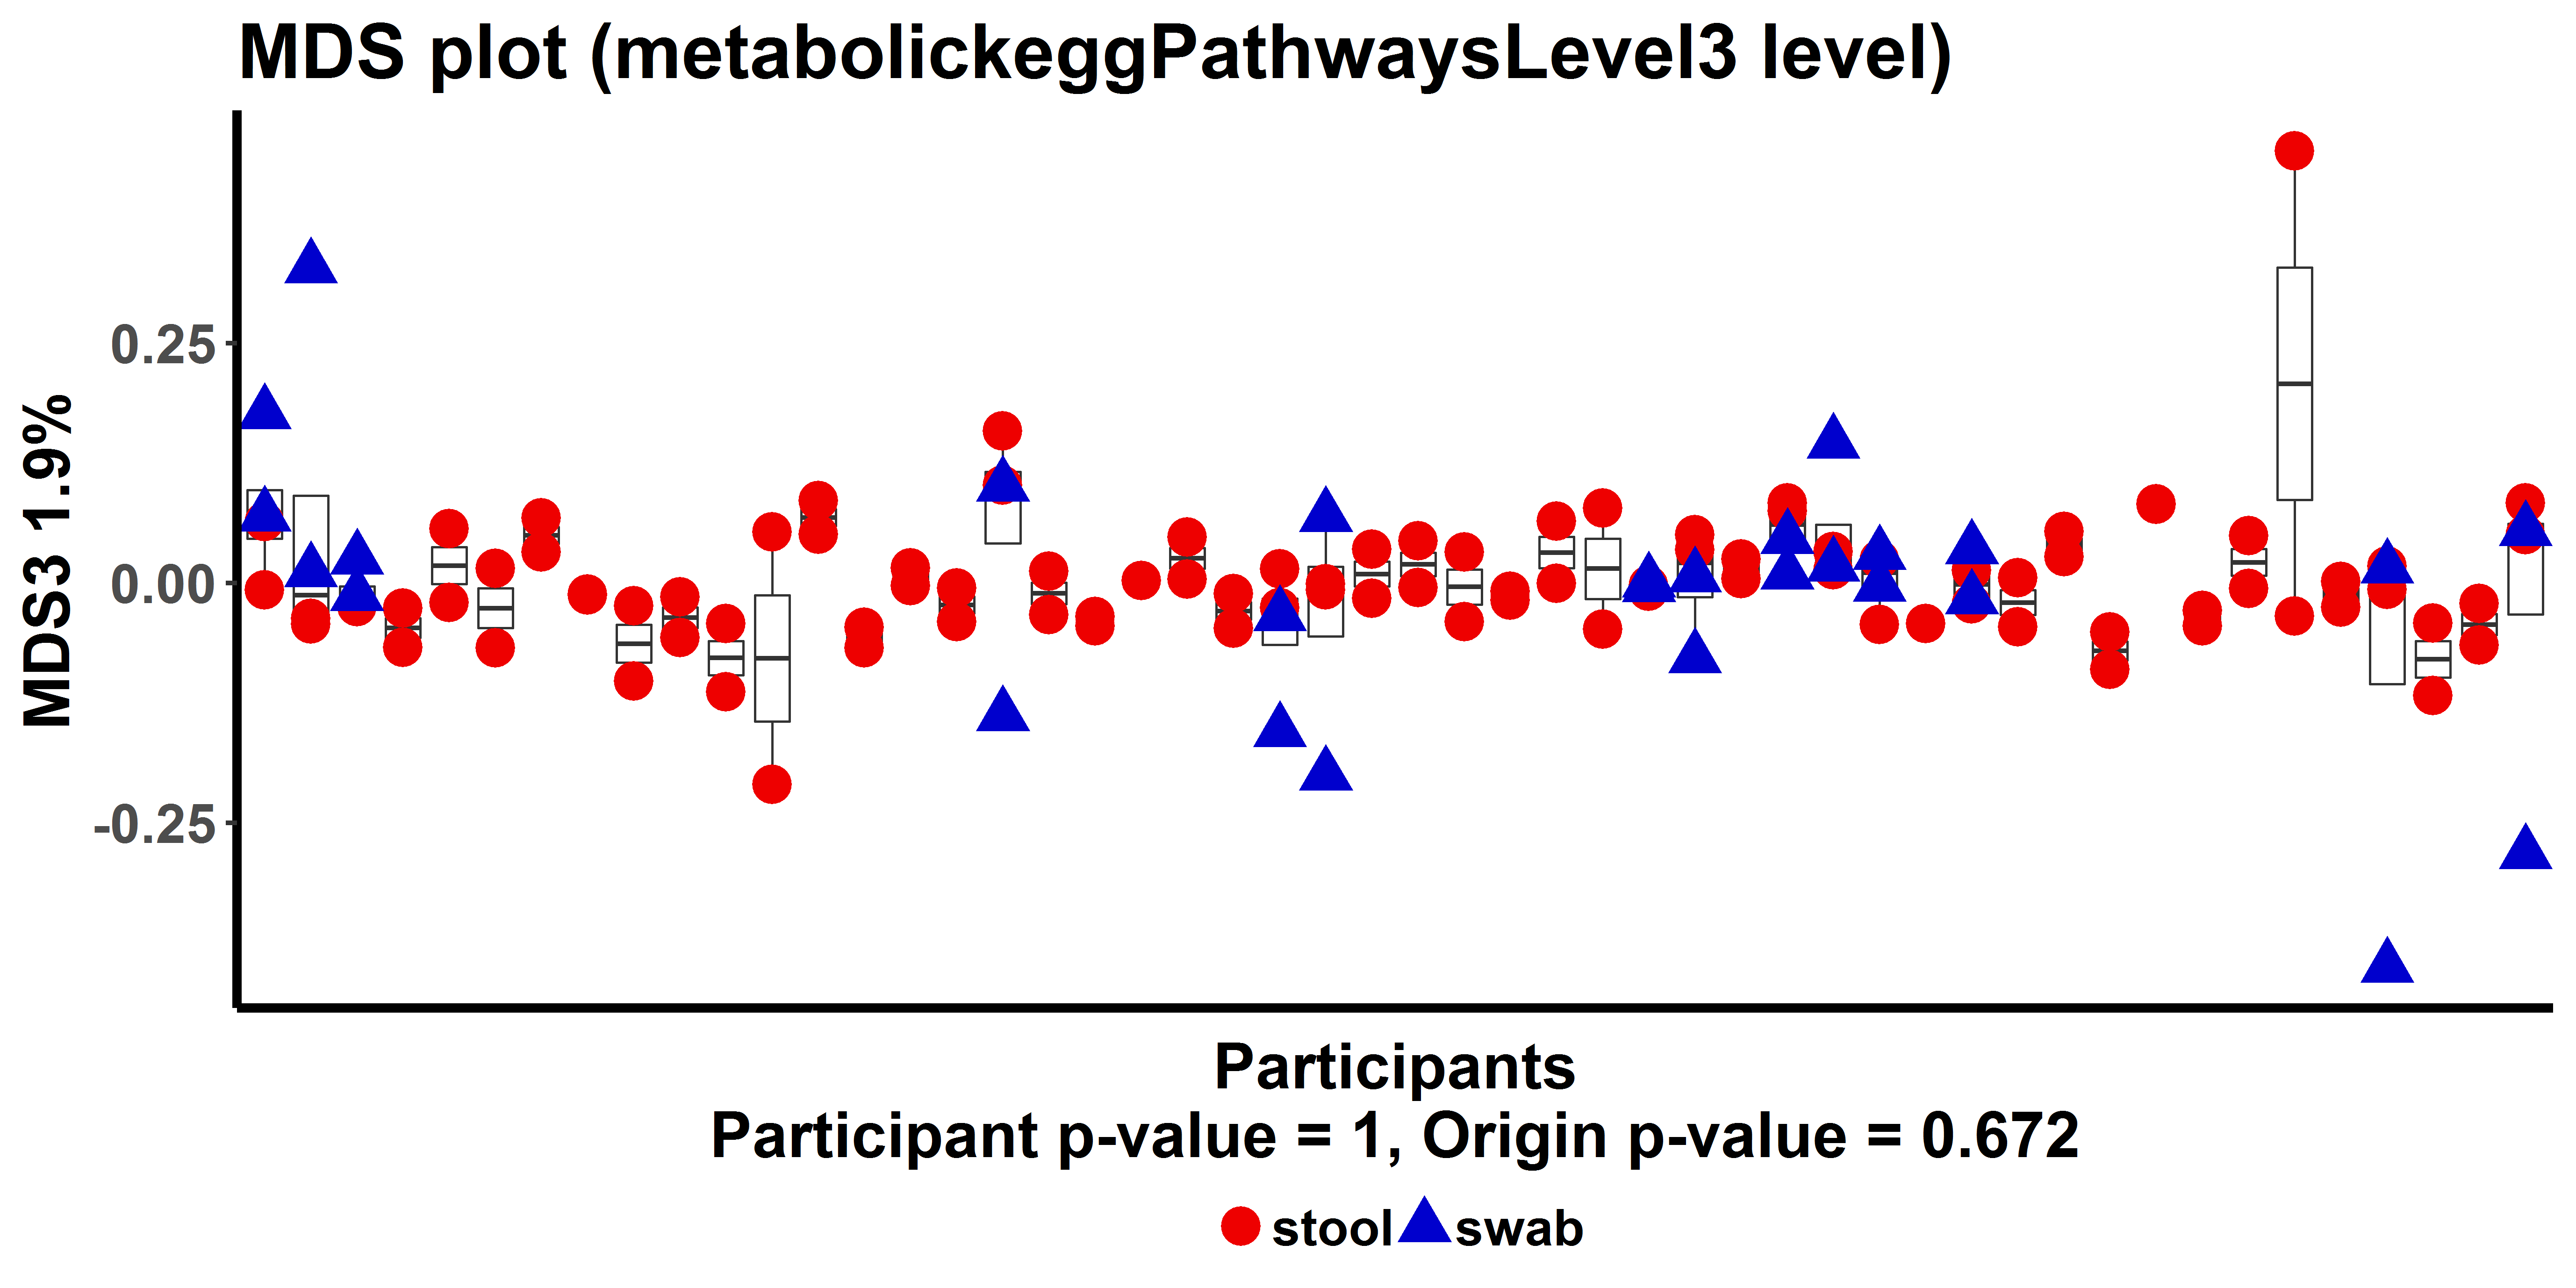 MDS plot (metabolickeggPathwaysLevel3 level)
MDS3 1.9%
0.25
0.00
-0.25
Participants
Participant p-value = 1, Origin p-value = 0.672
stool swab